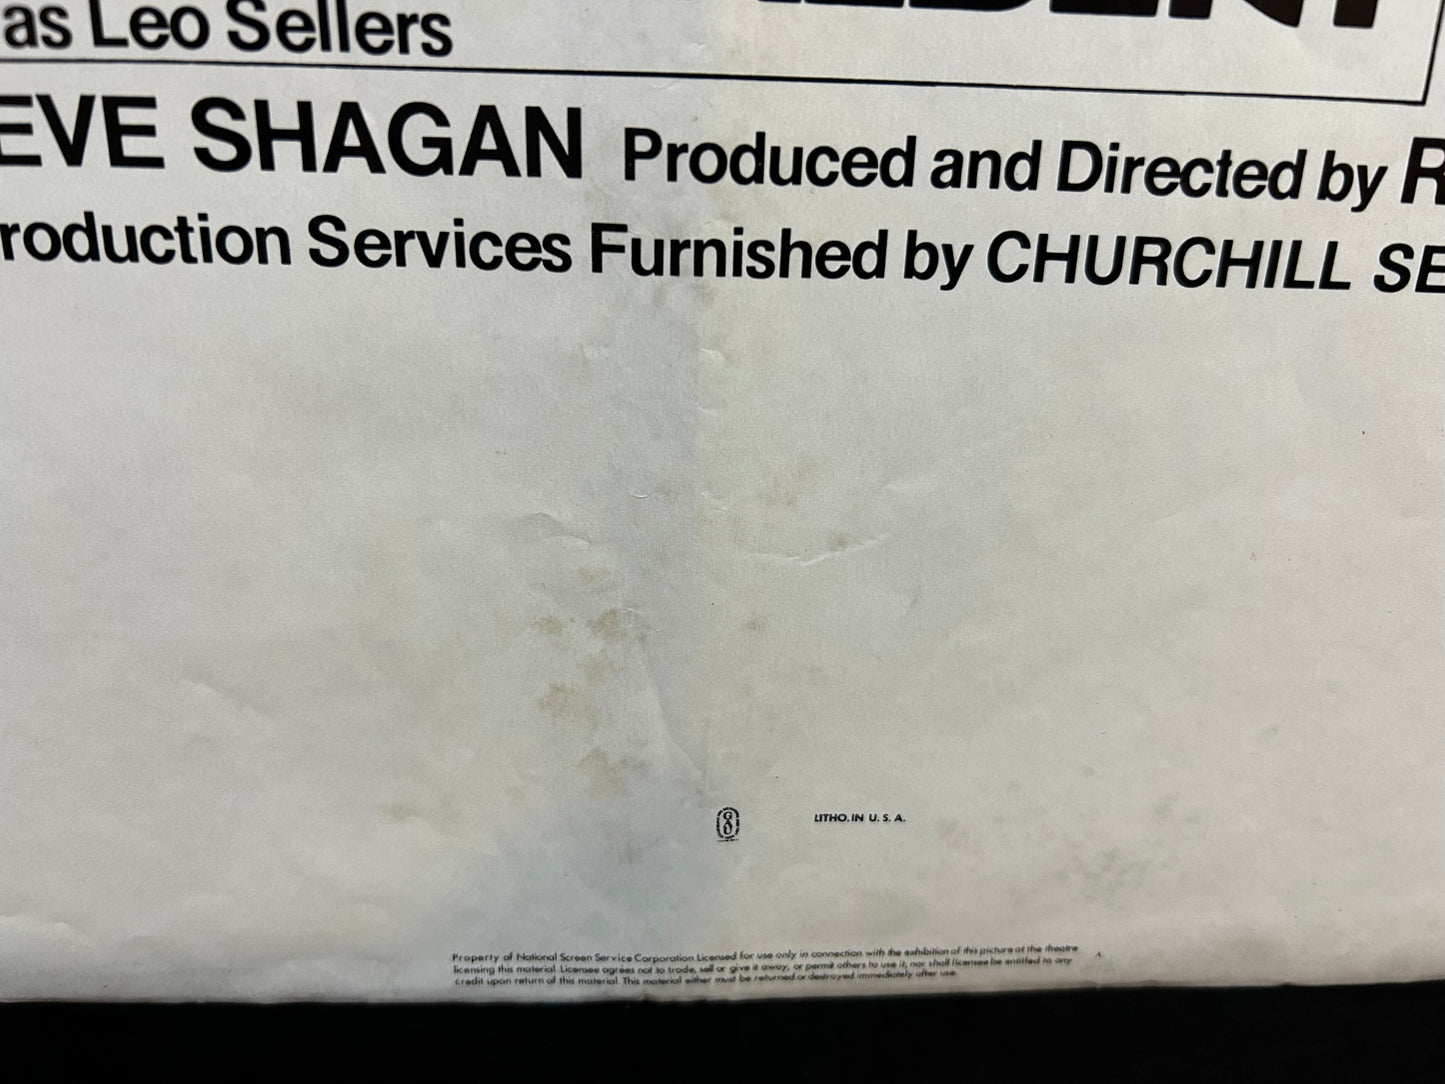 as Leo Sellers
EVE SHAGAN Produced and Directed by R
roduction Services Furnished by CHURCHILL SE
LITHO. IN U. S. A.
Property of National Screen Service Corporation Licensed for use only in connection with the exhibition of this picture at the theatre
licensing this material. Licensee agrees not to trade, sell or give it away, or permit others to use it, nor shall licensee be entitled to any
credit upon return of this material. This material either must be returned or destroyed immediately after use.